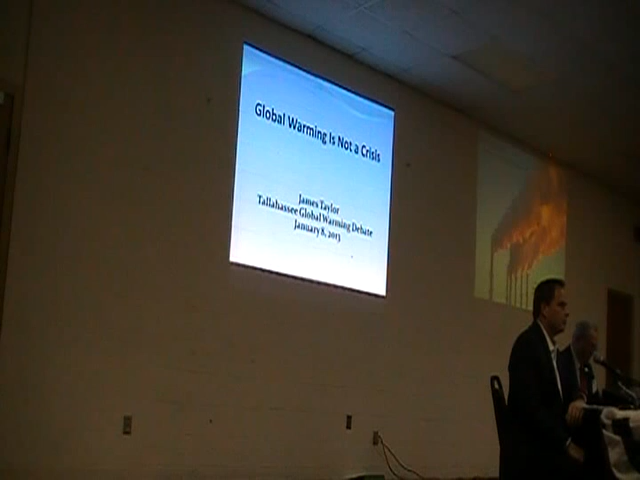 Global Warming Is Not a Crisis
James Taylor
Tallahassee Global Warming Debate
January 8, 2013